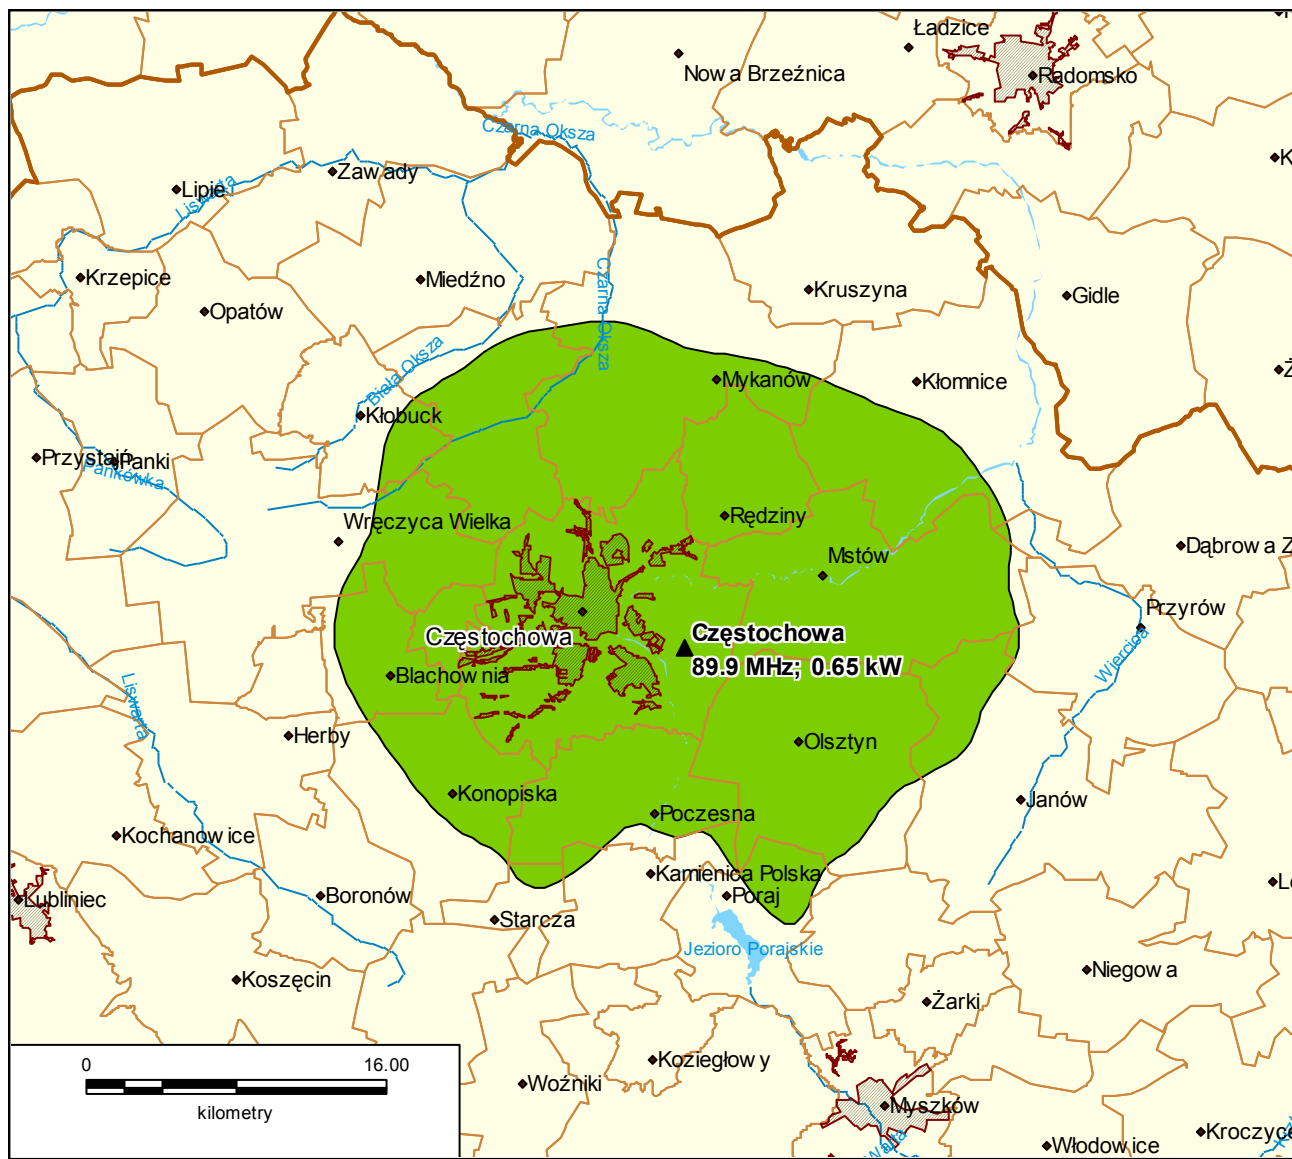 Ładzice
Nowa Brzeźnica
Radomsko
Czarna Oksza
Zawady
Lipie
Liswarta
Krzepice
Miedźno
Czarna Oksza
Kruszyna
Gidle
Opatów
Biała Oksza
Mykanów
Kłomnice
Kłobuck
Przystajń
Panki
Pankówka
Wręczyca Wielka
Rędziny
Mstów
Dąbrowa Z
Przyrów
Częstochowa
Częstochowa
89.9 MHz; 0.65 kW
Wiercica
Blachownia
Liswarta
Herby
Olsztyn
Konopiska
Poczesna
Janów
Kochanowice
Kamienica Polska
Lubliniec
Boronów
Poraj
Starcza
Jezioro Porajskie
Niegowa
Koszęcin
Żarki
0 16.00
kilometry
Koziegłowy
Woźniki
Myszków
Warta
Włodowice
Kroczyce